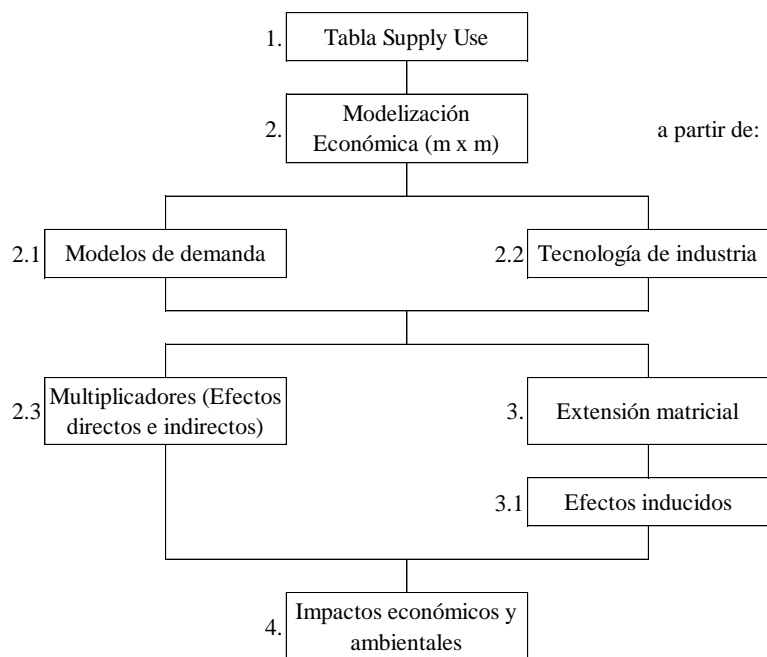 1. Tabla Supply Use
Modelización
2. Económica (m x m)
a partir de:
2.1 Modelos de demanda
2.2 Tecnología de industria
2.3 Multiplicadores (Efectos
directos e indirectos)
3. Extensión matricial
3.1 Efectos inducidos
4. Impactos económicos y
ambientales